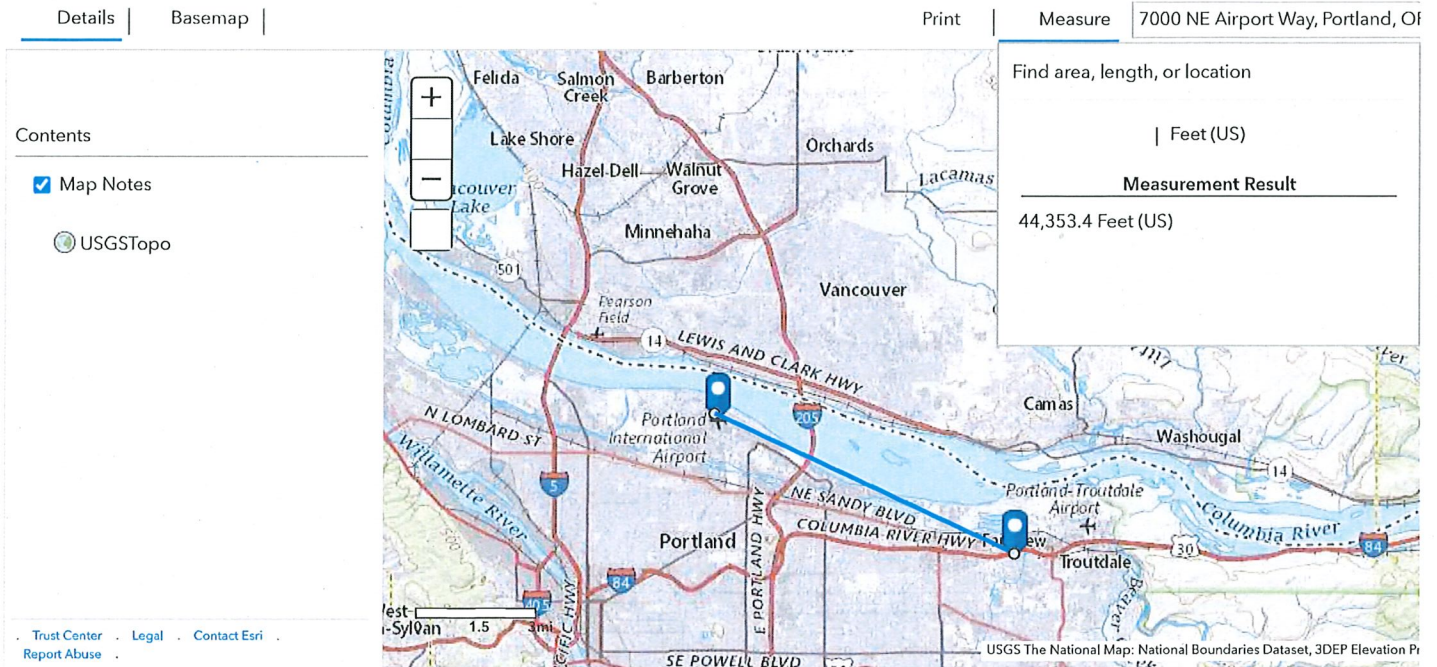 Details
Basemap
Print
Measure
7000 NE Airport Way, Portland,
Find area, length, or location
Feet (US)
Measurement Result
44,353.4 Feet (US)
Contents
Map Notes
USGSTopo
Trust Center . Legal . Contact Esri .
Report Abuse .
+
−
Columbia
Felida
Salmon
Creek
Barberton
Lake Shore
Orchards
Hazel Dell
Walnut
Grove
Lacamas
Lake
Minnehaha
501
Vancouver
Pearson
Field
14
LEWIS AND CLARK HWY
Camas
Washougal
14
N LOMBARD ST
Portland
International
Airport
205
Willamette River
5
NE SANDY BLVD
Portland-Troutdale
Airport
Columbia River
COLUMBIA RIVER HWY
Portland
E PORTLAND HWY
30
84
Troutdale
500
84
405
Beaver
1.5
3mi
SE POWELL BLVD
USGS The National Map: National Boundaries Dataset, 3DEP Elevation